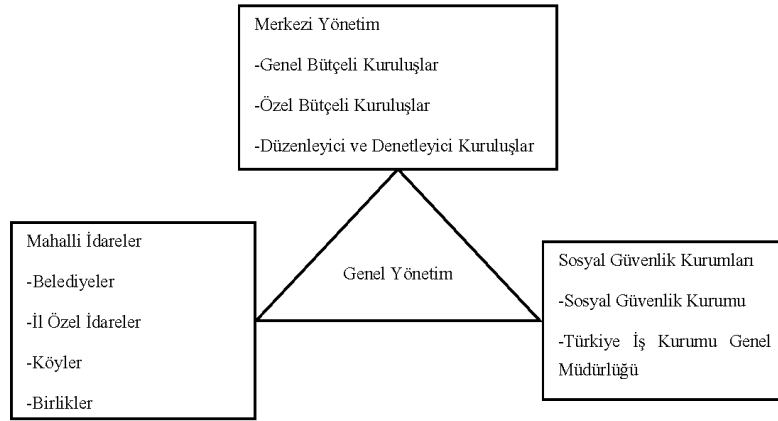 Merkezi Yönetim
-Genel Bütçeli Kuruluşlar
-Özel Bütçeli Kuruluşlar
-Düzenleyici ve Denetleyici Kuruluşlar
Mahalli İdareler
-Belediyeler
-İl Özel İdareler
-Köyler
-Birlikler
Genel Yönetim
Sosyal Güvenlik Kurumları
-Sosyal Güvenlik Kurumu
-Türkiye İş Kurumu Genel
Müdürlüğü